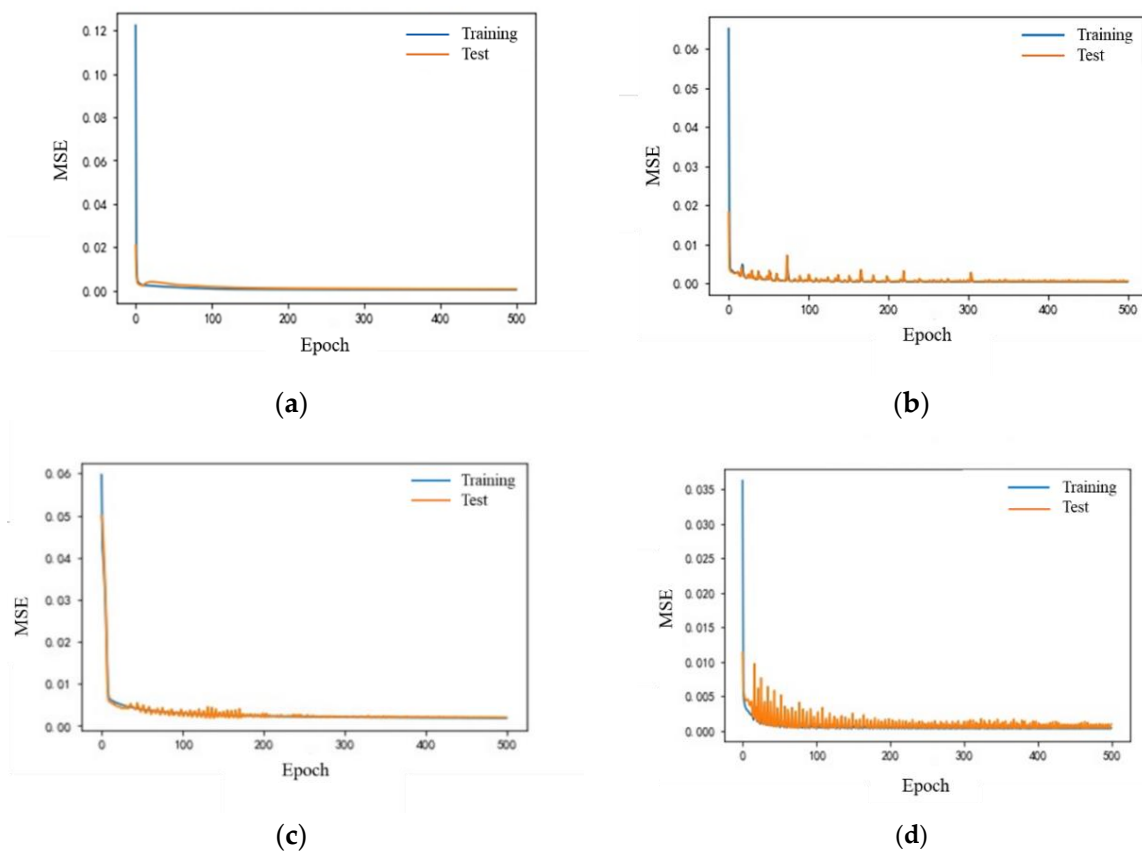 0.12
0.10
0.08
0.06
0.04
0.02
0.00
MSE
0
100
200
300
400
500
Epoch
Training
Test
(a)
0.06
0.05
0.04
0.03
0.02
0.01
0.00
MSE
0
100
200
300
400
500
Epoch
Training
Test
(b)
0.06
0.05
0.04
0.03
0.02
0.01
0.00
MSE
0
100
200
300
400
500
Epoch
Training
Test
(c)
0.035
0.030
0.025
0.020
0.015
0.010
0.005
0.000
MSE
0
100
200
300
400
500
Epoch
Training
Test
(d)